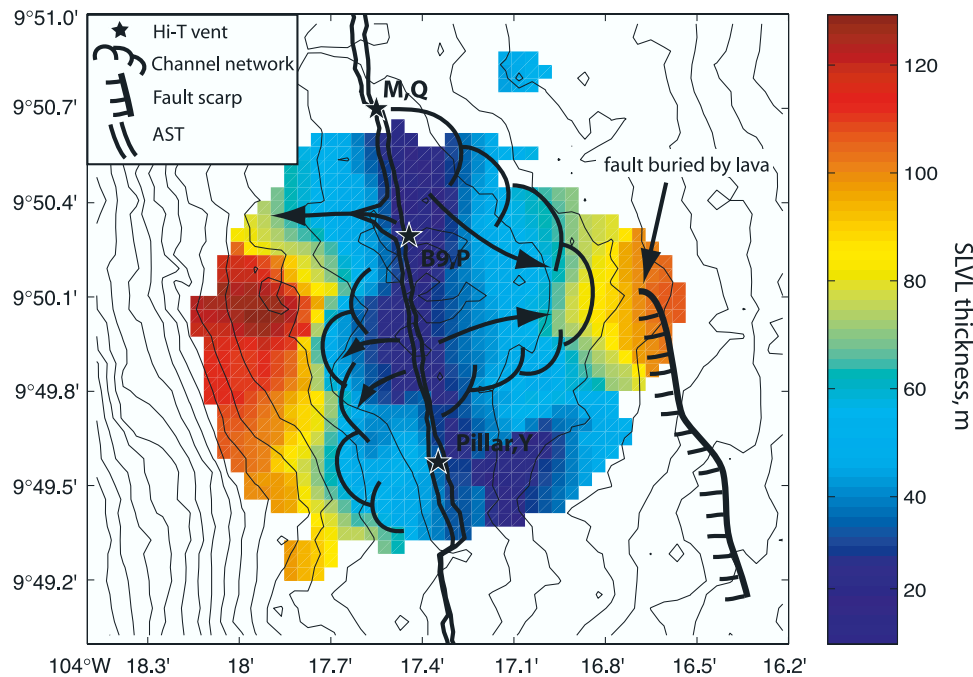 9°51.0'
9°50.7'
9°50.4'
9°50.1'
9°49.8'
9°49.5'
9°49.2'
Hi-T vent
Channel network
Fault scarp
AST
M,Q
fault buried by lava
B9,P
Pillar,Y
104°W 18.3' 18' 17.7' 17.4' 17.1' 16.8' 16.5' 16.2'
120
100
80
60
40
20
SLVL thickness, m